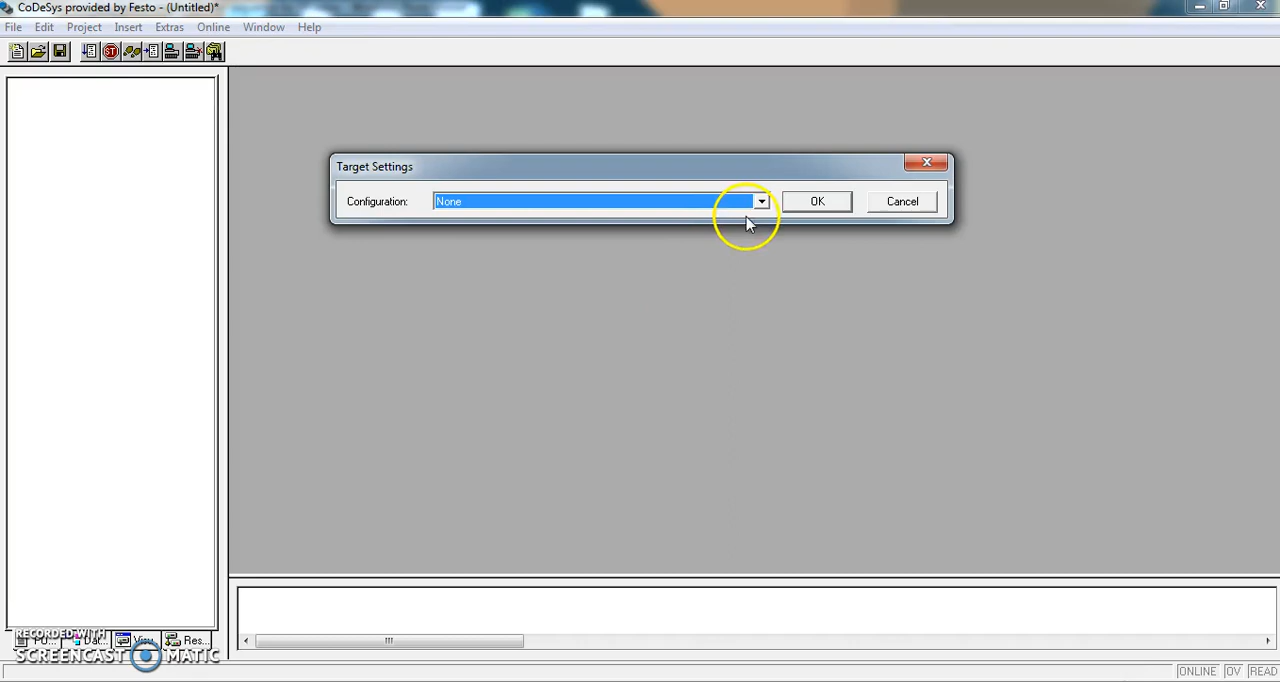 CoDeSys provided by Festo - (Untitled)*
File Edit Project Insert Extras Online Window Help
Target Settings
Configuration: None OK Cancel
Res...
RECORDED WITH
SCREENCAST MATIC
ONLINE OV READ